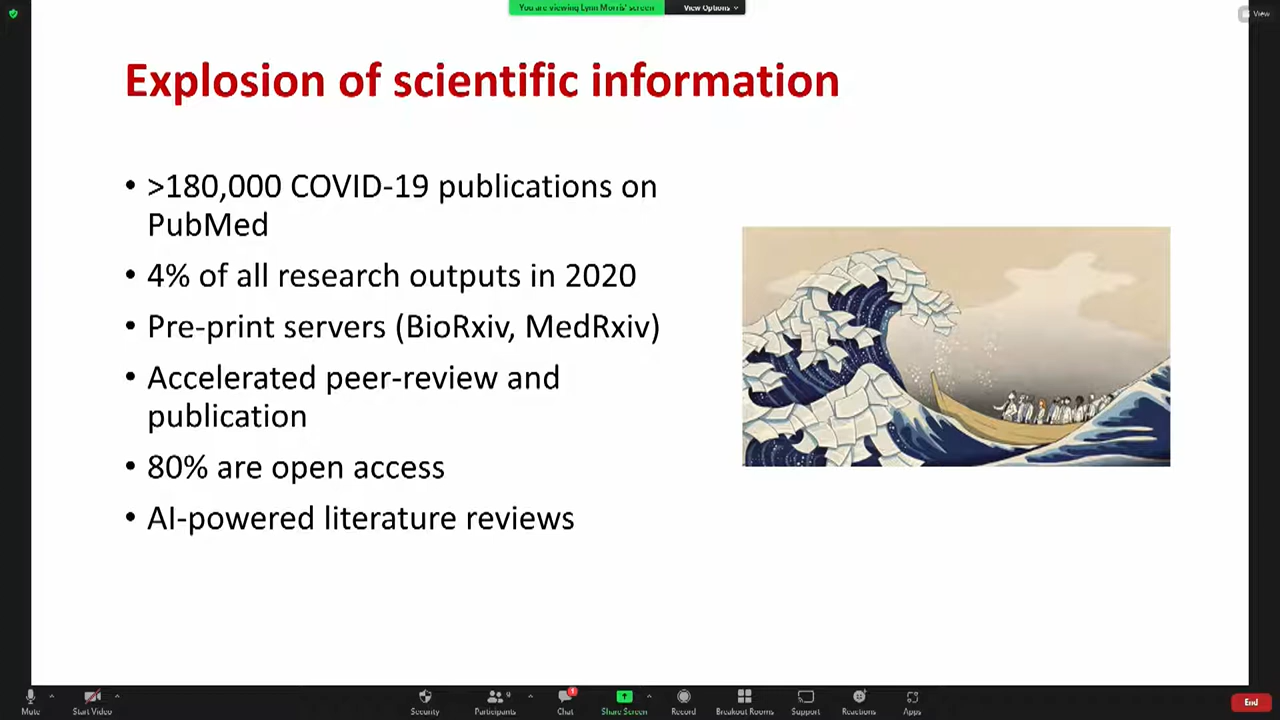 You are viewing Lynn Morris' screen
View Options
View
Explosion of scientific information
• >180,000 COVID-19 publications on
PubMed
• 4% of all research outputs in 2020
• Pre-print servers (BioRxiv, MedRxiv)
• Accelerated peer-review and
publication
• 80% are open access
• AI-powered literature reviews
Mute
Start Video
Security
Participants
9
Chat
1
Share Screen
Record
Breakout Rooms
Support
Reactions
Apps
End